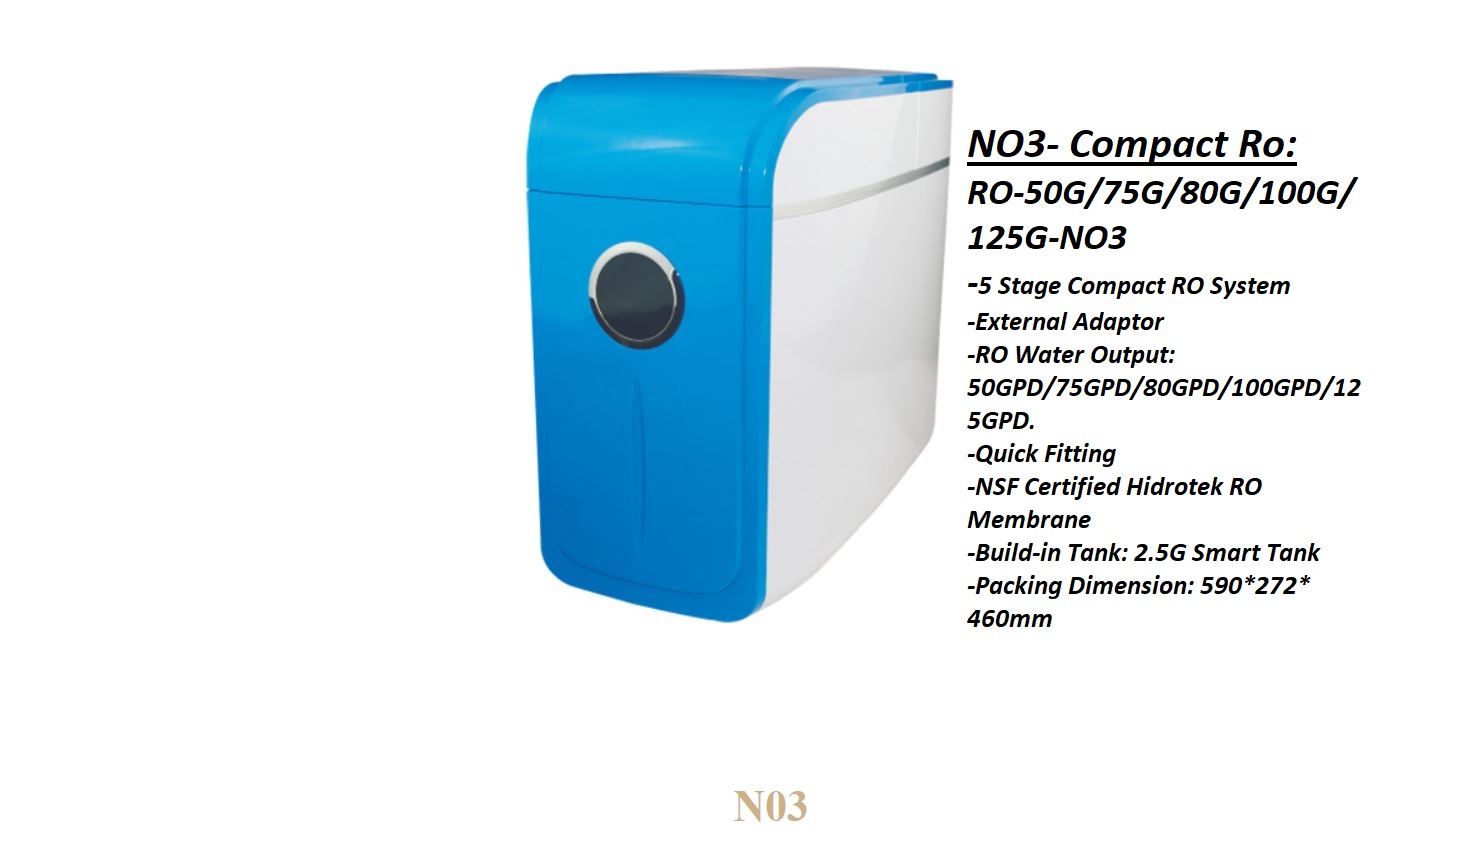 NO3- Compact Ro:
RO-50G/75G/80G/100G/
125G-NO3
-5 Stage Compact RO System
-External Adaptor
-RO Water Output:
50GPD/75GPD/80GPD/100GPD/12
5GPD.
-Quick Fitting
-NSF Certified Hidrotek RO
Membrane
-Build-in Tank: 2.5G Smart Tank
-Packing Dimension: 590*272*
460mm
N03